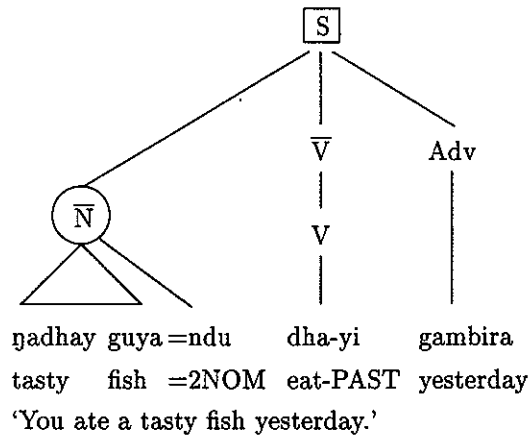 S
V̅ Adv
N̅
V
ŋadhay guya =ndu dha-yi gambira
tasty fish =2NOM eat-PAST yesterday
‘You ate a tasty fish yesterday.’